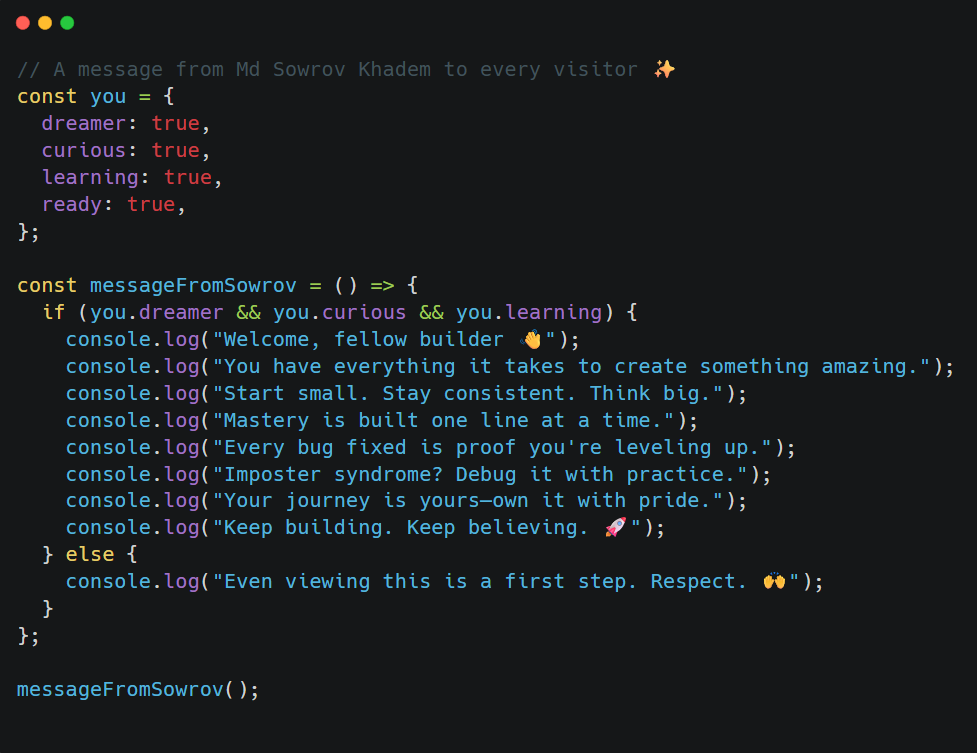 // A message from Md Sowrov Khadem to every visitor ✨
const you = {
  dreamer: true,
  curious: true,
  learning: true,
  ready: true,
};

const messageFromSowrov = () => {
  if (you.dreamer && you.curious && you.learning) {
    console.log("Welcome, fellow builder 👋");
    console.log("You have everything it takes to create something amazing.");
    console.log("Start small. Stay consistent. Think big.");
    console.log("Mastery is built one line at a time.");
    console.log("Every bug fixed is proof you're leveling up.");
    console.log("Imposter syndrome? Debug it with practice.");
    console.log("Your journey is yours—own it with pride.");
    console.log("Keep building. Keep believing. 🚀");
  } else {
    console.log("Even viewing this is a first step. Respect. 🙌");
  }
};

messageFromSowrov();